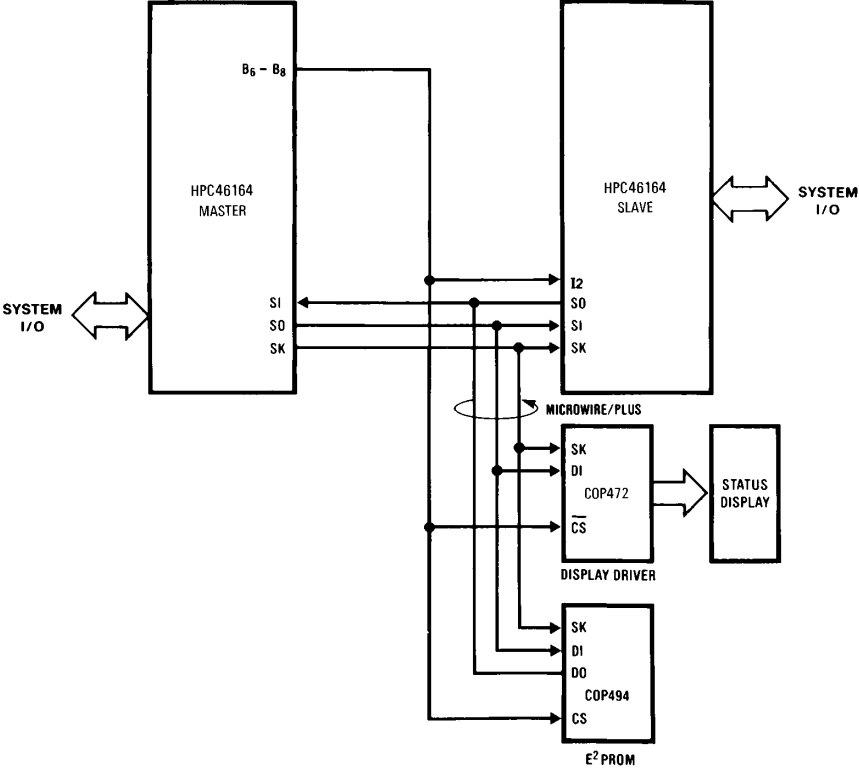 B6 – B8
HPC46164
MASTER
SYSTEM
I/O
SI
SO
SK
HPC46164
SLAVE
SYSTEM
I/O
I2
SO
SI
SK
MICROWIRE/PLUS
SK
DI
COP472
CS
DISPLAY DRIVER
STATUS
DISPLAY
SK
DI
DO
COP494
CS
E²PROM